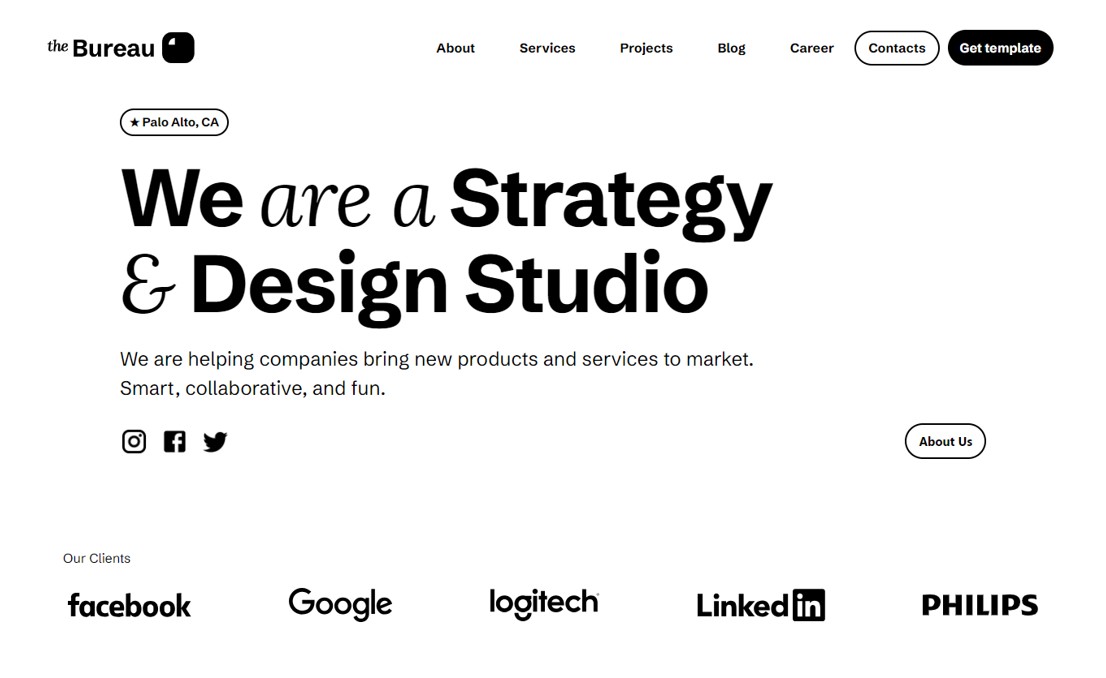 the Bureau
About Services Projects Blog Career Contacts Get template
★ Palo Alto, CA
We are a Strategy
& Design Studio
We are helping companies bring new products and services to market.
Smart, collaborative, and fun.
About Us
Our Clients
facebook Google logitech Linked in PHILIPS